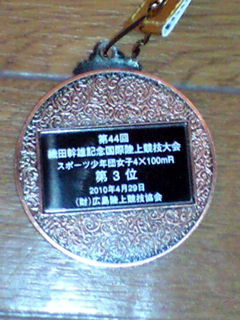 第44回
織田幹雄記念国際陸上競技大会
スポーツ少年団女子4×100mR
第3位
2010年4月29日
(財)広島陸上競技協会